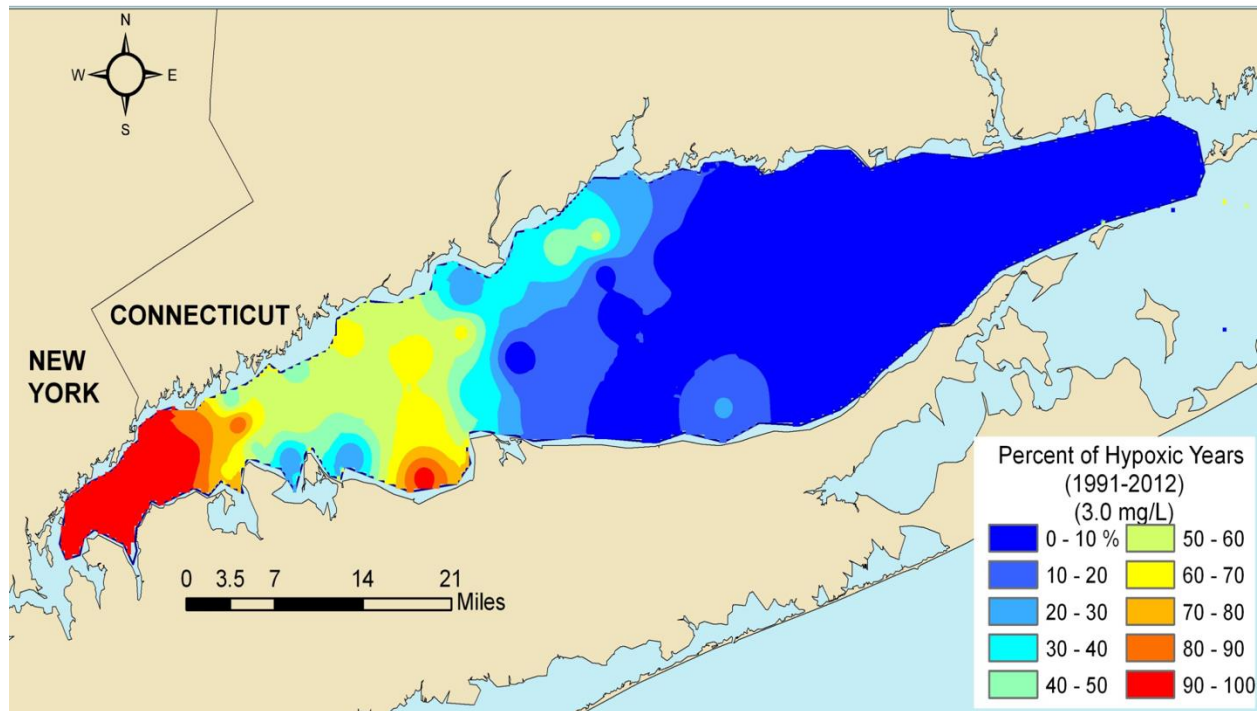 N
W E
S
CONNECTICUT
NEW
YORK
0 3.5 7 14 21
Miles
Percent of Hypoxic Years
(1991-2012)
(3.0 mg/L)
0 - 10 % 50 - 60
10 - 20 60 - 70
20 - 30 70 - 80
30 - 40 80 - 90
40 - 50 90 - 100